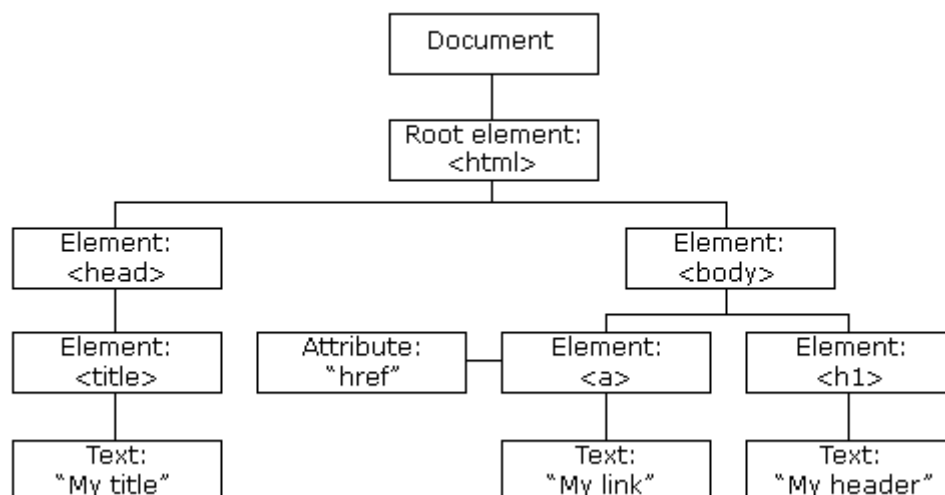 Document
Root element:
<html>
Element:
<head>
Element:
<body>
Element:
<title>
Attribute:
“href”
Element:
<a>
Element:
<h1>
Text:
“My title”
Text:
“My link”
Text:
“My header”